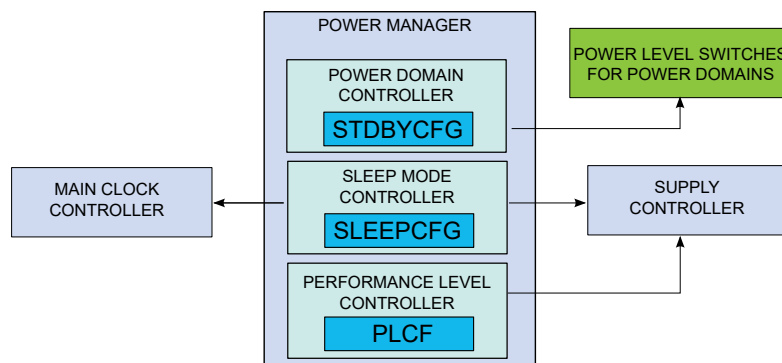 POWER MANAGER
POWER DOMAIN
CONTROLLER
STDBYCFG
POWER LEVEL SWITCHES
FOR POWER DOMAINS
MAIN CLOCK
CONTROLLER
SLEEP MODE
CONTROLLER
SLEEPCFG
SUPPLY
CONTROLLER
PERFORMANCE LEVEL
CONTROLLER
PLCF